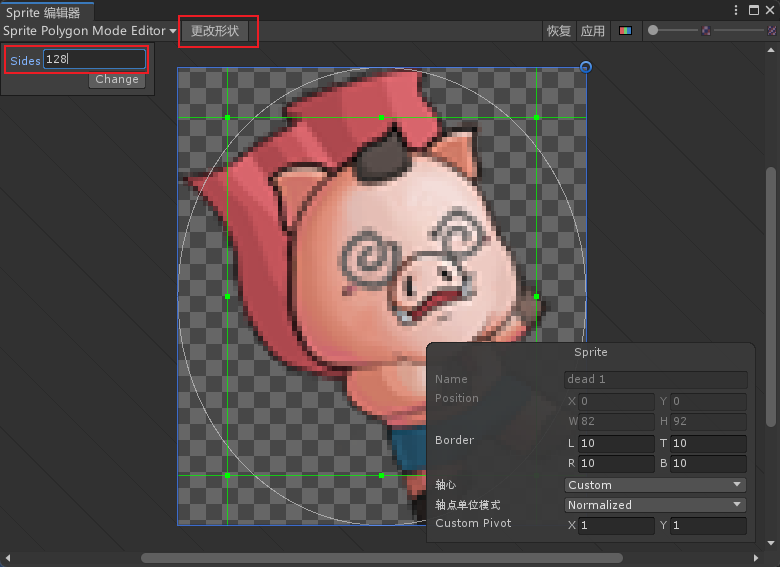 Sprite 编辑器
Sprite Polygon Mode Editor 更改形状 恢复 应用
Sides 128
Change
Sprite
Name dead 1
Position X 0 Y 0
W 82 H 92
Border L 10 T 10
R 10 B 10
轴心 Custom
轴点单位模式 Normalized
Custom Pivot X 1 Y 1